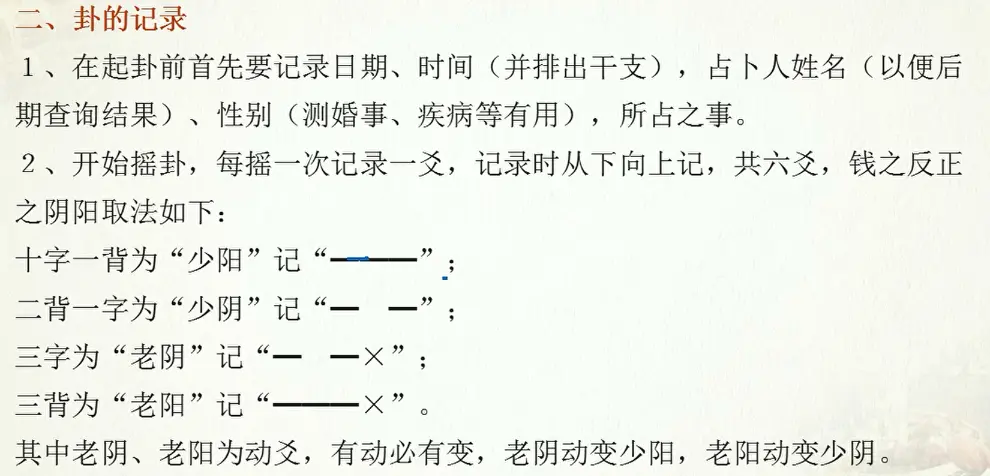 二、卦的记录
１、在起卦前首先要记录日期、时间（并排出干支），占卜人姓名（以便后
期查询结果）、性别（测婚事、疾病等有用），所占之事。
２、开始摇卦，每摇一次记录一爻，记录时从下向上记，共六爻，钱之反正
之阴阳取法如下：
十字一背为“少阳”记“━━━”；
二背一字为“少阴”记“━　━”；
三字为“老阴”记“━　━×”；
三背为“老阳”记“━━━×”。
其中老阴、老阳为动爻，有动必有变，老阴动变少阳，老阳动变少阴。